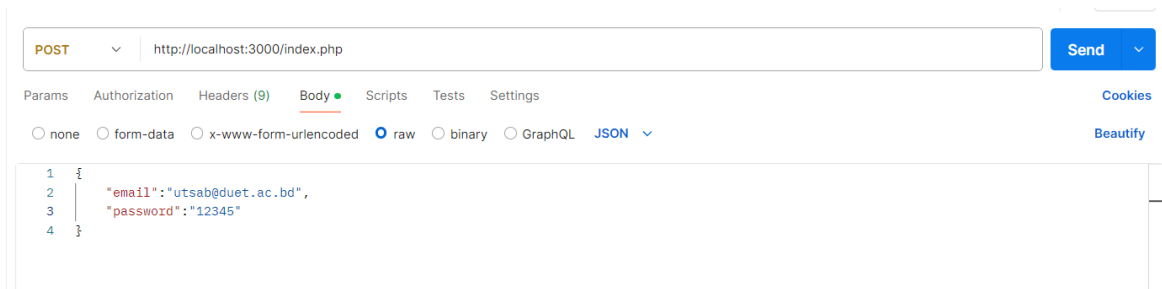 POST http://localhost:3000/index.php Send
Params Authorization Headers (9) Body Scripts Tests Settings Cookies
none form-data x-www-form-urlencoded raw binary GraphQL JSON Beautify
1 {
2 "email":"utsab@duet.ac.bd",
3 "password":"12345"
4 }